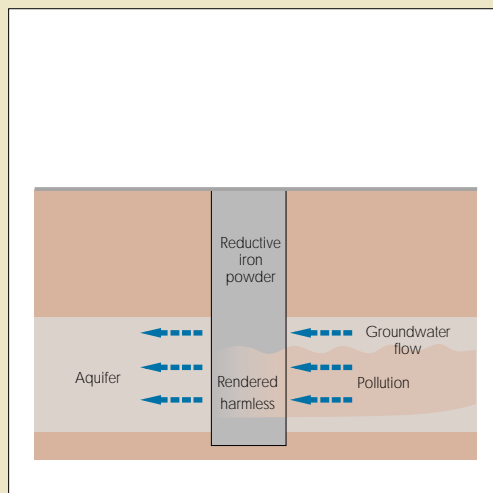 Reductive
iron
powder
Groundwater
flow
Aquifer
Rendered
harmless
Pollution